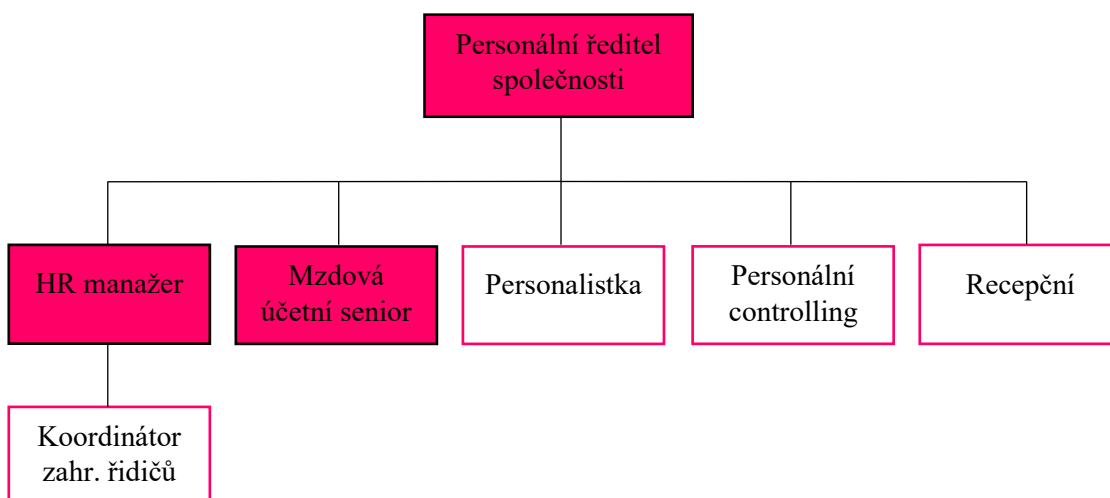 Personální ředitel
společnosti
HR manažer
Mzdová
účetní senior
Personalistka
Personální
controlling
Recepční
Koordinátor
zahr. řidičů